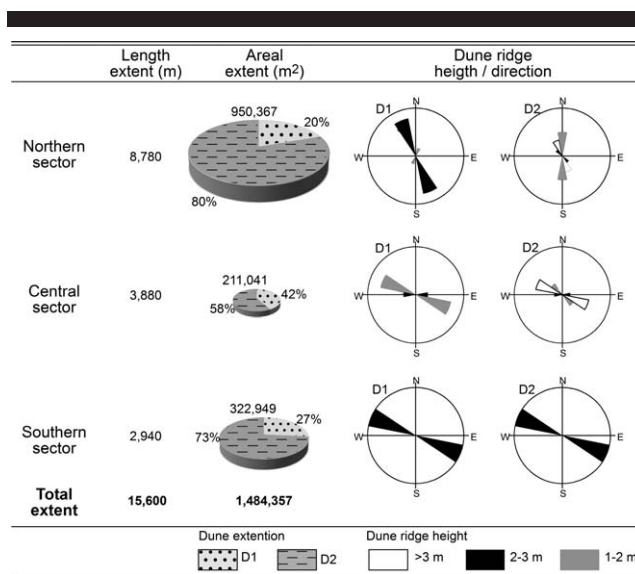 Length extent (m) Areal extent (m2) Dune ridge heigth / direction
Northern sector 8,780 950,367 20% 80% D1 N W E S D2 N W E S
Central sector 3,880 211,041 42% 58% D1 N W E S D2 N W E S
Southern sector 2,940 322,949 27% 73% D1 N W E S D2 N W E S
Total extent 15,600 1,484,357
Dune extention Dune ridge height
D1 D2 >3 m 2-3 m 1-2 m